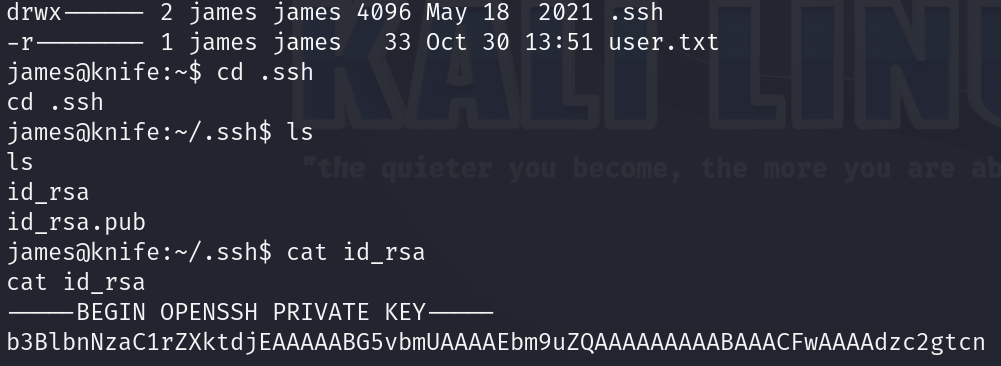 drwx------ 2 james james 4096 May 18  2021 .ssh
-r-------- 1 james james   33 Oct 30 13:51 user.txt
james@knife:~$ cd .ssh
cd .ssh
james@knife:~/.ssh$ ls
ls
id_rsa
id_rsa.pub
james@knife:~/.ssh$ cat id_rsa
cat id_rsa
-----BEGIN OPENSSH PRIVATE KEY-----
b3BlbnNzaC1rZXktdjEAAAAABG5vbmUAAAAEbm9uZQAAAAAAAAABAAACFwAAAAdzc2gtcn
KALI LINU
"the quieter you become, the more you are ab